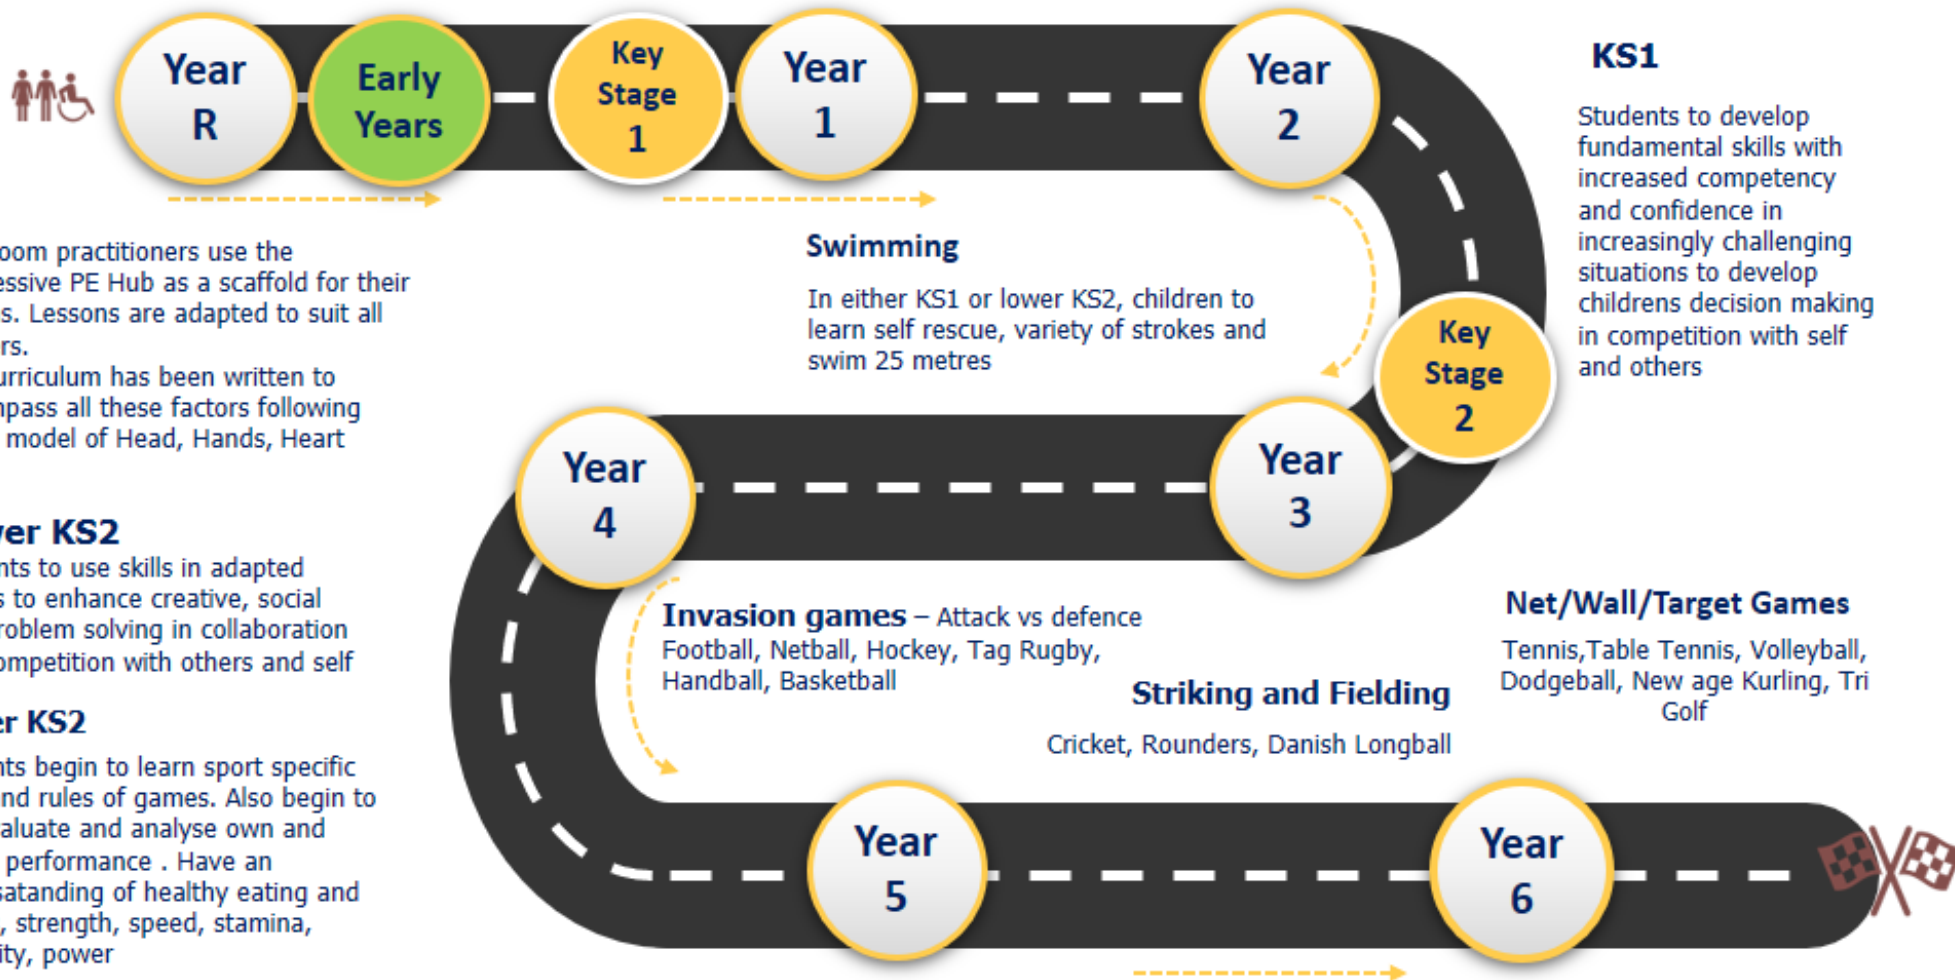 Year
R
Early
Years
Key
Stage
1
Year
1
Year
2
KS1
Students to develop
fundamental skills with
increased competency
and confidence in
increasingly challenging
situations to develop
childrens decision making
in competition with self
and others
oom practitioners use the
essive PE Hub as a scaffold for their
s. Lessons are adapted to suit all
rs.
urriculum has been written to
npass all these factors following
model of Head, Hands, Heart
Swimming
In either KS1 or lower KS2, children to
learn self rescue, variety of strokes and
swim 25 metres
Key
Stage
2
Year
3
Year
4
ver KS2
nts to use skills in adapted
s to enhance creative, social
roblem solving in collaboration
ompetition with others and self
er KS2
nts begin to learn sport specific
nd rules of games. Also begin to
aluate and analyse own and
performance . Have an
satanding of healthy eating and
, strength, speed, stamina,
ity, power
Invasion games – Attack vs defence
Football, Netball, Hockey, Tag Rugby,
Handball, Basketball
Striking and Fielding
Cricket, Rounders, Danish Longball
Net/Wall/Target Games
Tennis,Table Tennis, Volleyball,
Dodgeball, New age Kurling, Tri
Golf
Year
5
Year
6